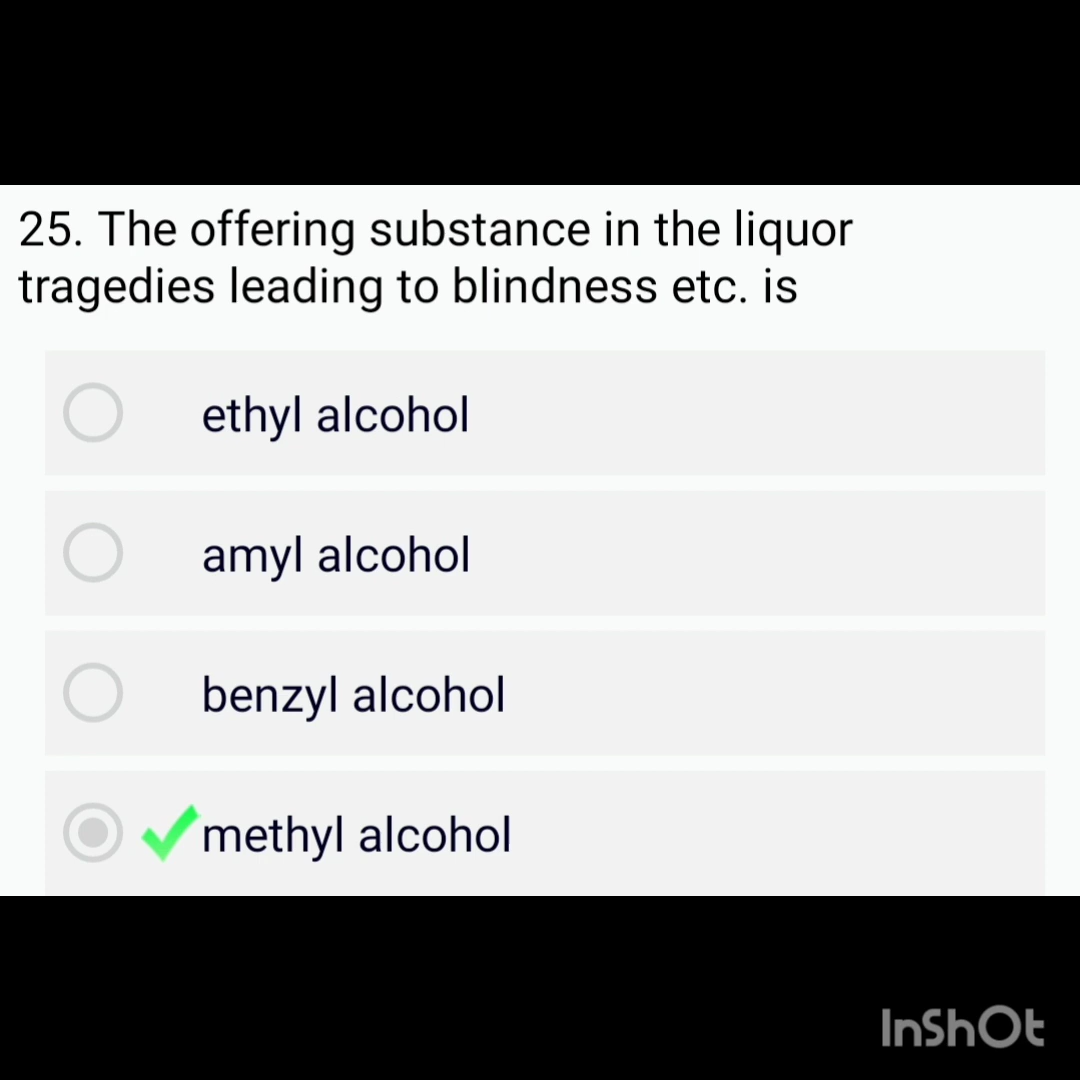 25. The offering substance in the liquor
tragedies leading to blindness etc. is
ethyl alcohol
amyl alcohol
benzyl alcohol
methyl alcohol
InShOt